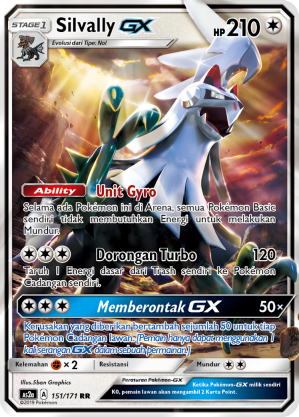 STAGE 1 Silvally GX HP 210
Evolusi dari Tipe: Nol
Ability Unit Gyro
Selama ada Pokémon ini di Arena, semua Pokémon Basic
sendiri tidak membutuhkan Energi untuk melakukan
Mundur.
Dorongan Turbo 120
Taruh 1 Energi dasar dari Trash sendiri ke Pokémon
Cadangan sendiri.
Memberontak GX 50×
Kerusakan yang diberikan bertambah sejumlah 50 untuk tiap
Pokémon Cadangan lawan. [Pemain hanya dapat menggunakan 1
kali serangan GX dalam sebuah permainan.]
Kelemahan ×2 Resistansi Mundur
Illus.5ban Graphics
Peraturan Pokémon-GX
Ketika Pokémon-GX milik sendiri
KO, pemain lawan akan mengambil 2 Kartu Point.
AS2a A 151/171 RR
©2019 Pokémon